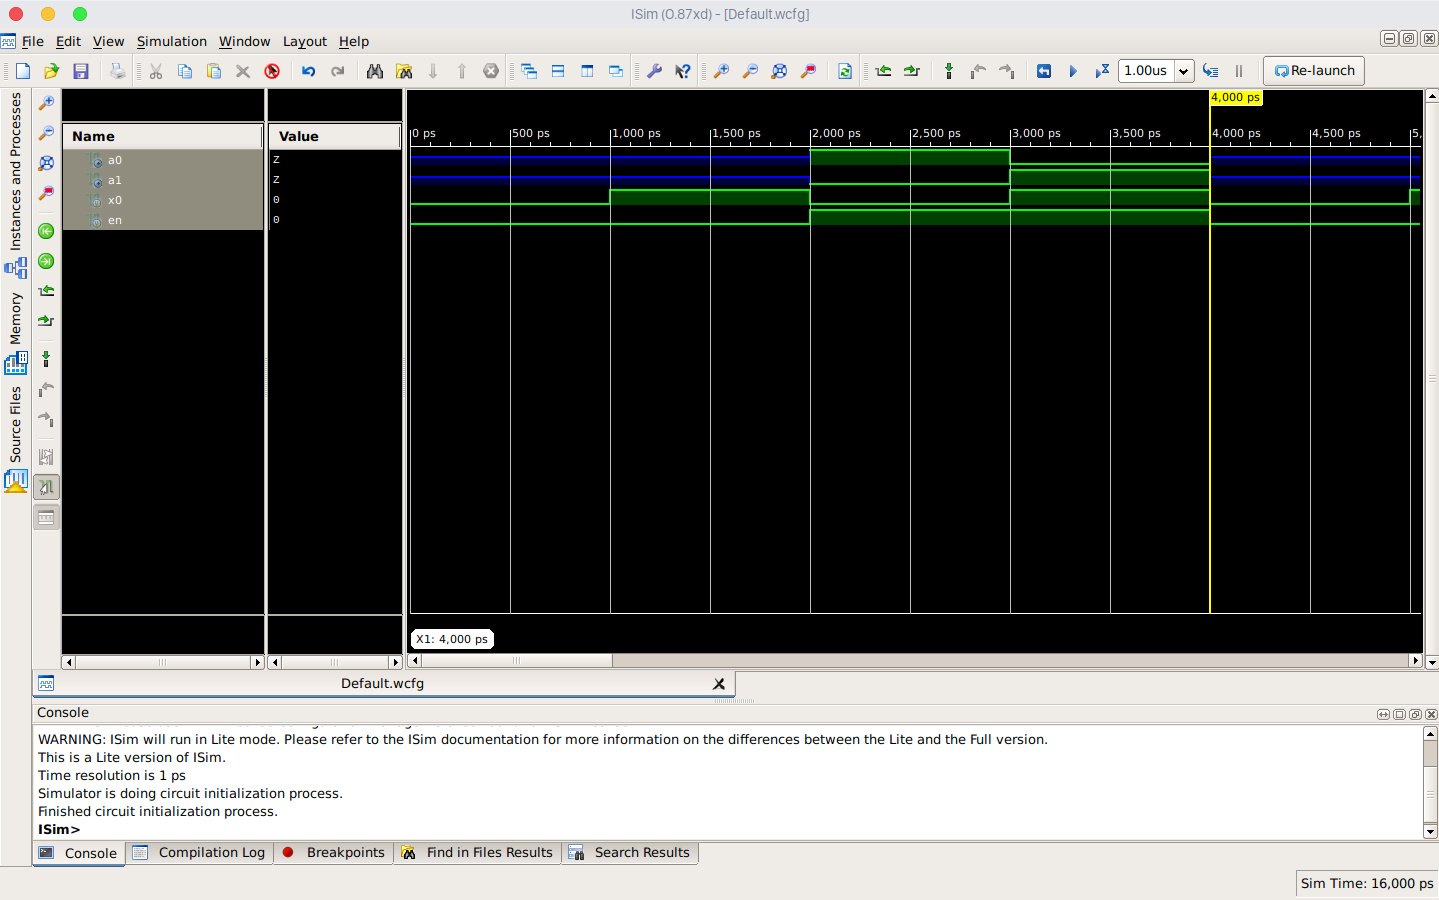 ISim (0.87xd) - [Default.wcfg]
File Edit View Simulation Window Layout Help
1.00us Re-launch
Instances and Processes
Memory
Source Files
Name Value
a0 Z
a1 Z
x0 0
en 0
4,000 ps
0 ps 500 ps 1,000 ps 1,500 ps 2,000 ps 2,500 ps 3,000 ps 3,500 ps 4,000 ps 4,500 ps 5,
X1: 4,000 ps
Default.wcfg
Console
WARNING: ISim will run in Lite mode. Please refer to the ISim documentation for more information on the differences between the Lite and the Full version.
This is a Lite version of ISim.
Time resolution is 1 ps
Simulator is doing circuit initialization process.
Finished circuit initialization process.
ISim>
Console Compilation Log Breakpoints Find in Files Results Search Results
Sim Time: 16,000 ps